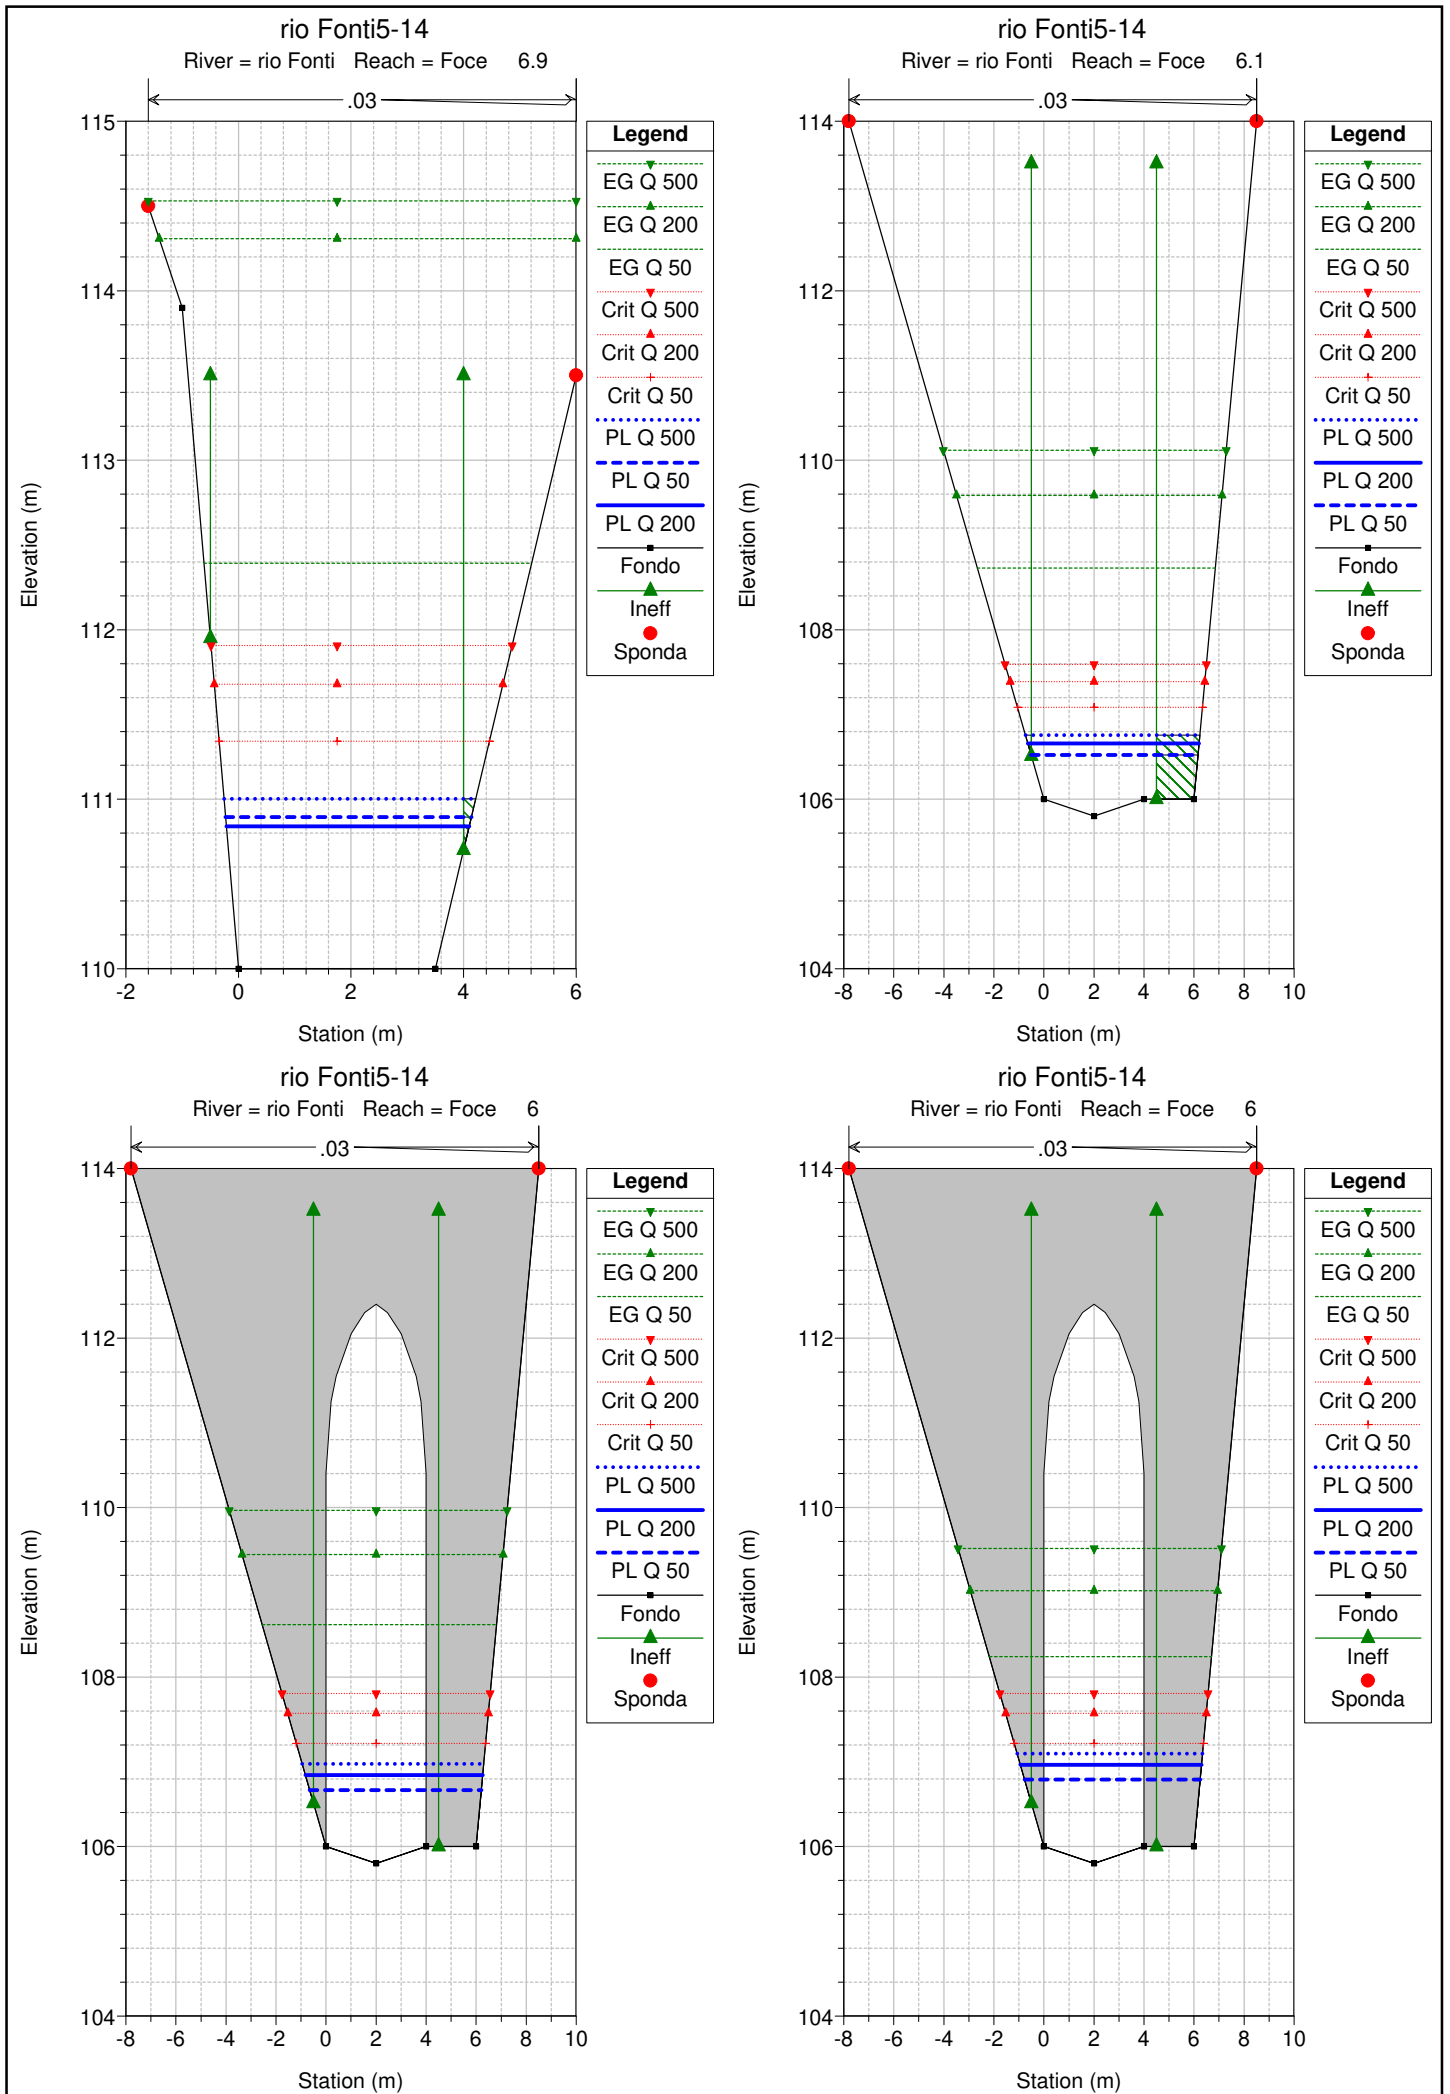 rio Fonti5-14
River = rio Fonti Reach = Foce 6.9
.03
115
114
113
112
111
110
-2 0 2 4 6
Station (m)
Elevation (m)
Legend
EG Q 500
EG Q 200
EG Q 50
Crit Q 500
Crit Q 200
Crit Q 50
PL Q 500
PL Q 50
PL Q 200
Fondo
Ineff
Sponda
rio Fonti5-14
River = rio Fonti Reach = Foce 6.1
.03
114
112
110
108
106
104
-8 -6 -4 -2 0 2 4 6 8 10
Station (m)
Elevation (m)
Legend
EG Q 500
EG Q 200
EG Q 50
Crit Q 500
Crit Q 200
Crit Q 50
PL Q 500
PL Q 200
PL Q 50
Fondo
Ineff
Sponda
rio Fonti5-14
River = rio Fonti Reach = Foce 6
.03
114
112
110
108
106
104
-8 -6 -4 -2 0 2 4 6 8 10
Station (m)
Elevation (m)
Legend
EG Q 500
EG Q 200
EG Q 50
Crit Q 500
Crit Q 200
Crit Q 50
PL Q 500
PL Q 200
PL Q 50
Fondo
Ineff
Sponda
rio Fonti5-14
River = rio Fonti Reach = Foce 6
.03
114
112
110
108
106
104
-8 -6 -4 -2 0 2 4 6 8 10
Station (m)
Elevation (m)
Legend
EG Q 500
EG Q 200
EG Q 50
Crit Q 500
Crit Q 200
Crit Q 50
PL Q 500
PL Q 200
PL Q 50
Fondo
Ineff
Sponda